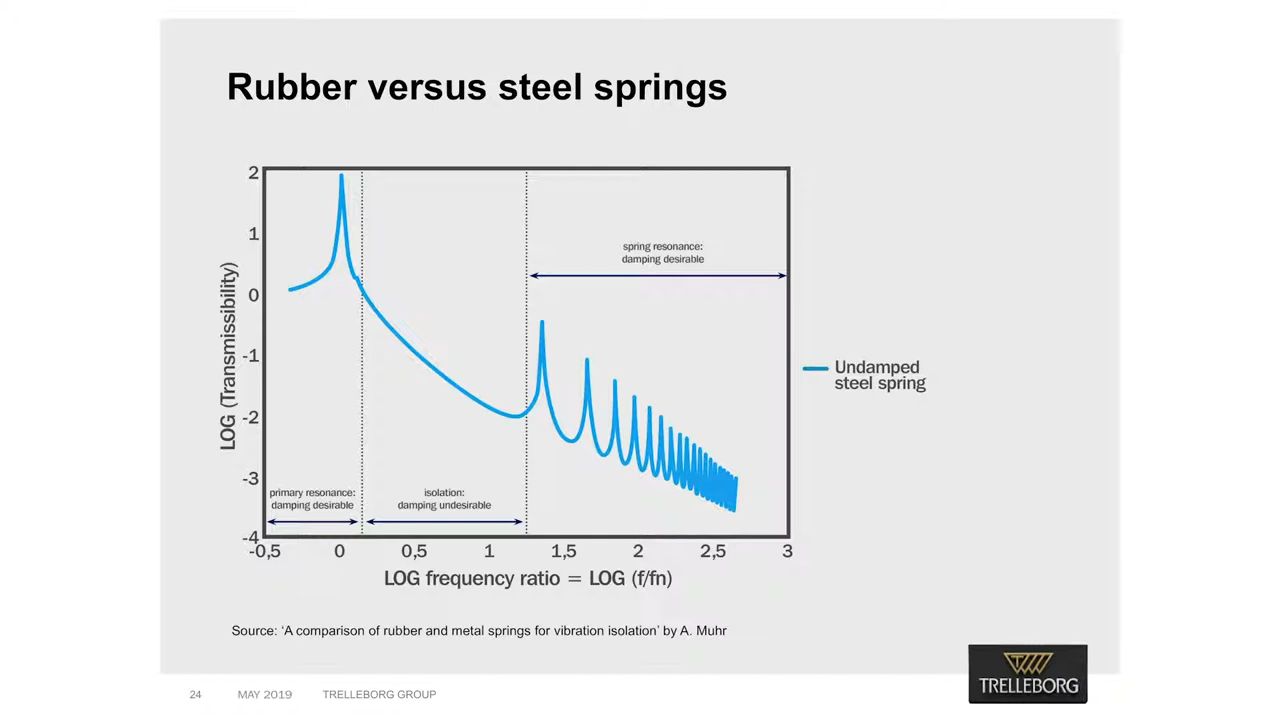 Rubber versus steel springs
2
1
0
-1
-2
-3
-4
LOG (Transmissibility)
spring resonance:
damping desirable
primary resonance:
damping desirable
isolation:
damping undesirable
-0,5 0 0,5 1 1,5 2 2,5 3
LOG frequency ratio = LOG (f/fn)
Undamped
steel spring
Source: ‘A comparison of rubber and metal springs for vibration isolation’ by A. Muhr
TRELLEBORG
24 MAY 2019 TRELLEBORG GROUP